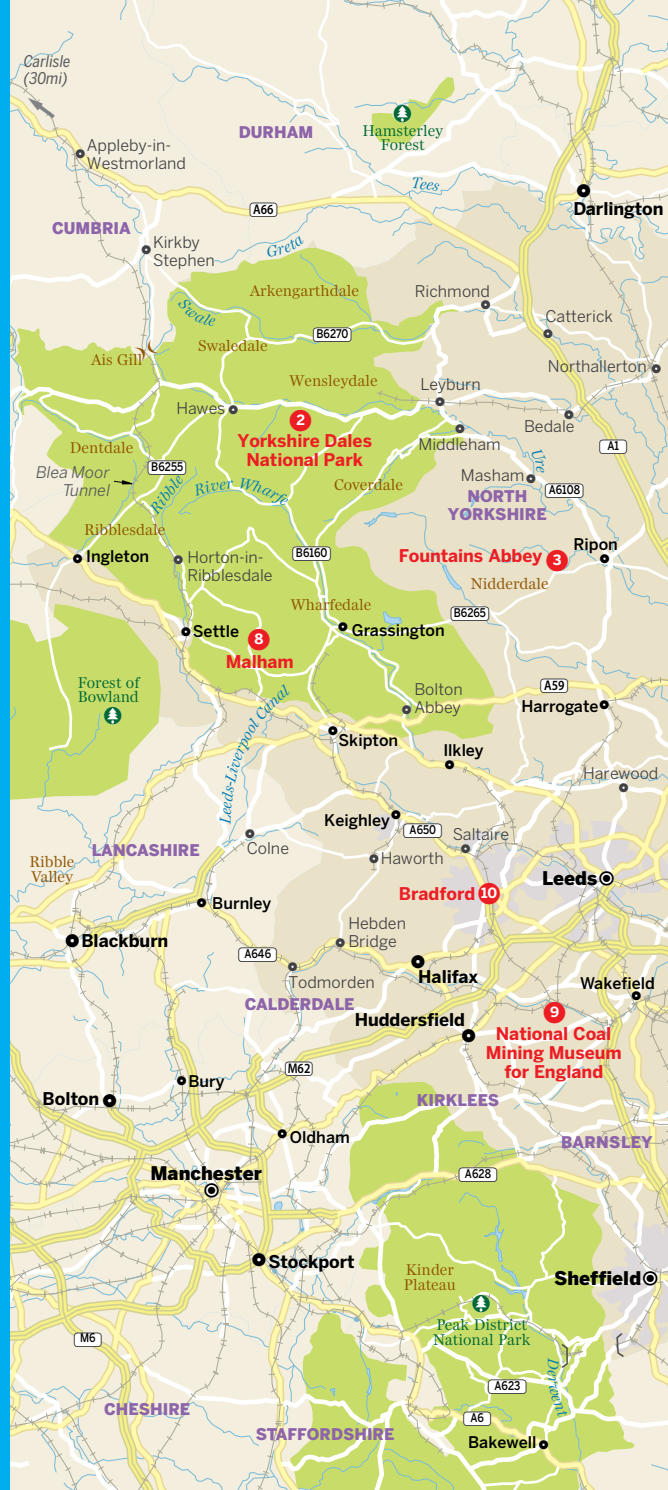 Carlisle
(30mi)
DURHAM
Hamsterley
Forest
Appleby-in-
Westmorland
Tees
A66
Darlington
CUMBRIA
Kirkby
Stephen
Greta
Arkengarthdale
Richmond
Swale
Catterick
B6270
Swaledale
Ais Gill
Northallerton
Wensleydale
Leyburn
Hawes
2
Yorkshire Dales
National Park
Bedale
Middleham
A1
Dentdale
Ure
B6255
Blea Moor
Tunnel
Ribble
River Wharfe
Coverdale
Masham
A6108
NORTH
YORKSHIRE
Ribblesdale
Ingleton
Horton-in-
Ribblesdale
B6160
Fountains Abbey
3
Ripon
Nidderdale
Wharfedale
B6265
Settle
8
Malham
Grassington
Forest of
Bowland
Bolton
Abbey
A59
Harrogate
Leeds-Liverpool Canal
Skipton
Ilkley
Harewood
Keighley
A650
Saltaire
Colne
LANCASHIRE
Haworth
Ribble
Valley
Leeds
Bradford
10
Burnley
Hebden
Bridge
Blackburn
A646
Halifax
Todmorden
Wakefield
CALDERDALE
9
Huddersfield
National Coal
Mining Museum
for England
M62
Bury
Bolton
KIRKLEES
Oldham
BARNSLEY
Manchester
A628
Stockport
Kinder
Plateau
Sheffield
Peak District
National Park
M6
Derwent
A623
CHESHIRE
A6
STAFFORDSHIRE
Bakewell